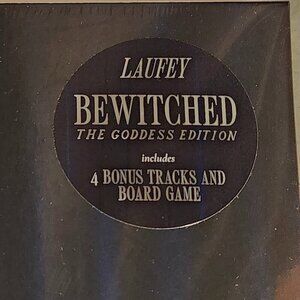 LAUFEY
BEWITCHED
THE GODDESS EDITION
includes
4 BONUS TRACKS AND
BOARD GAME